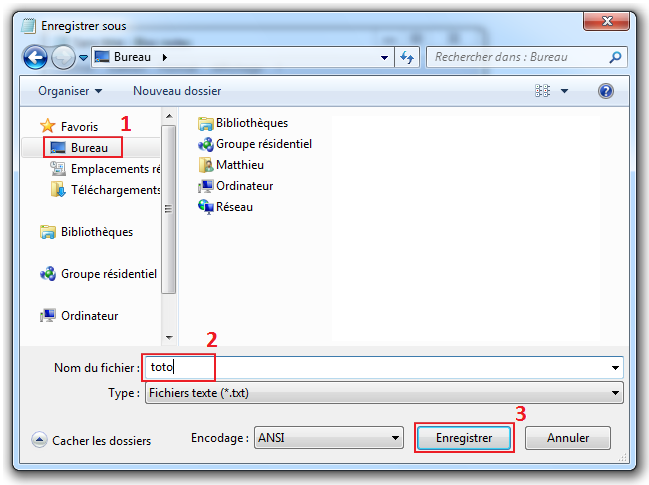 Enregistrer sous
Bureau
Rechercher dans : Bureau
Organiser
Nouveau dossier
?
1
Favoris
Bureau
Emplacements ré
Téléchargements
Bibliothèques
Groupe résidentiel
Ordinateur
Bibliothèques
Groupe résidentiel
Matthieu
Ordinateur
Réseau
2
Nom du fichier : toto
Type : Fichiers texte (*.txt)
3
Cacher les dossiers
Encodage : ANSI
Enregistrer
Annuler